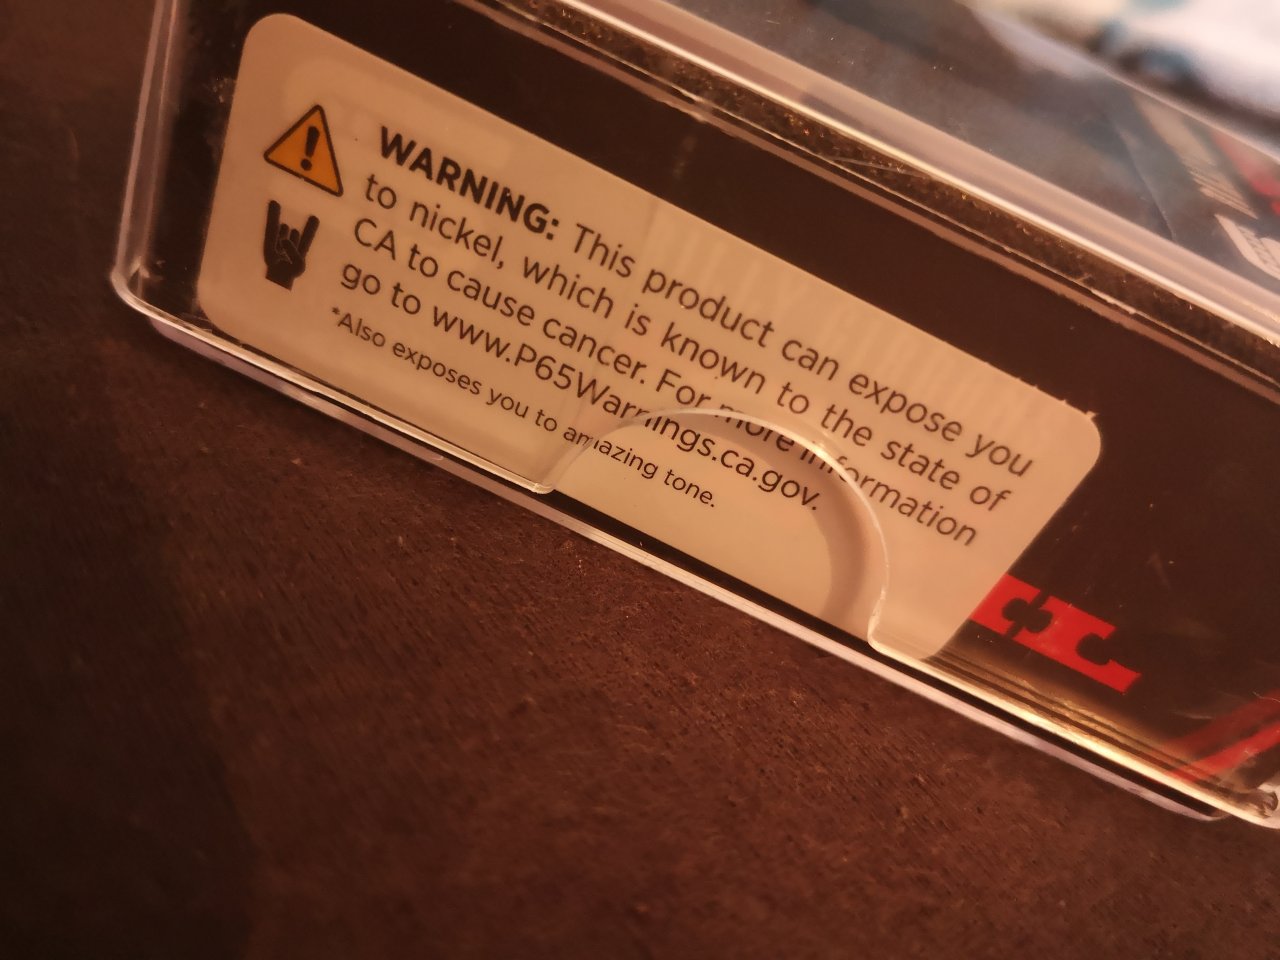 WARNING: This product can expose you
to nickel, which is known to the state of
CA to cause cancer. For more information
go to www.P65Warnings.ca.gov.
*Also exposes you to amazing tone.